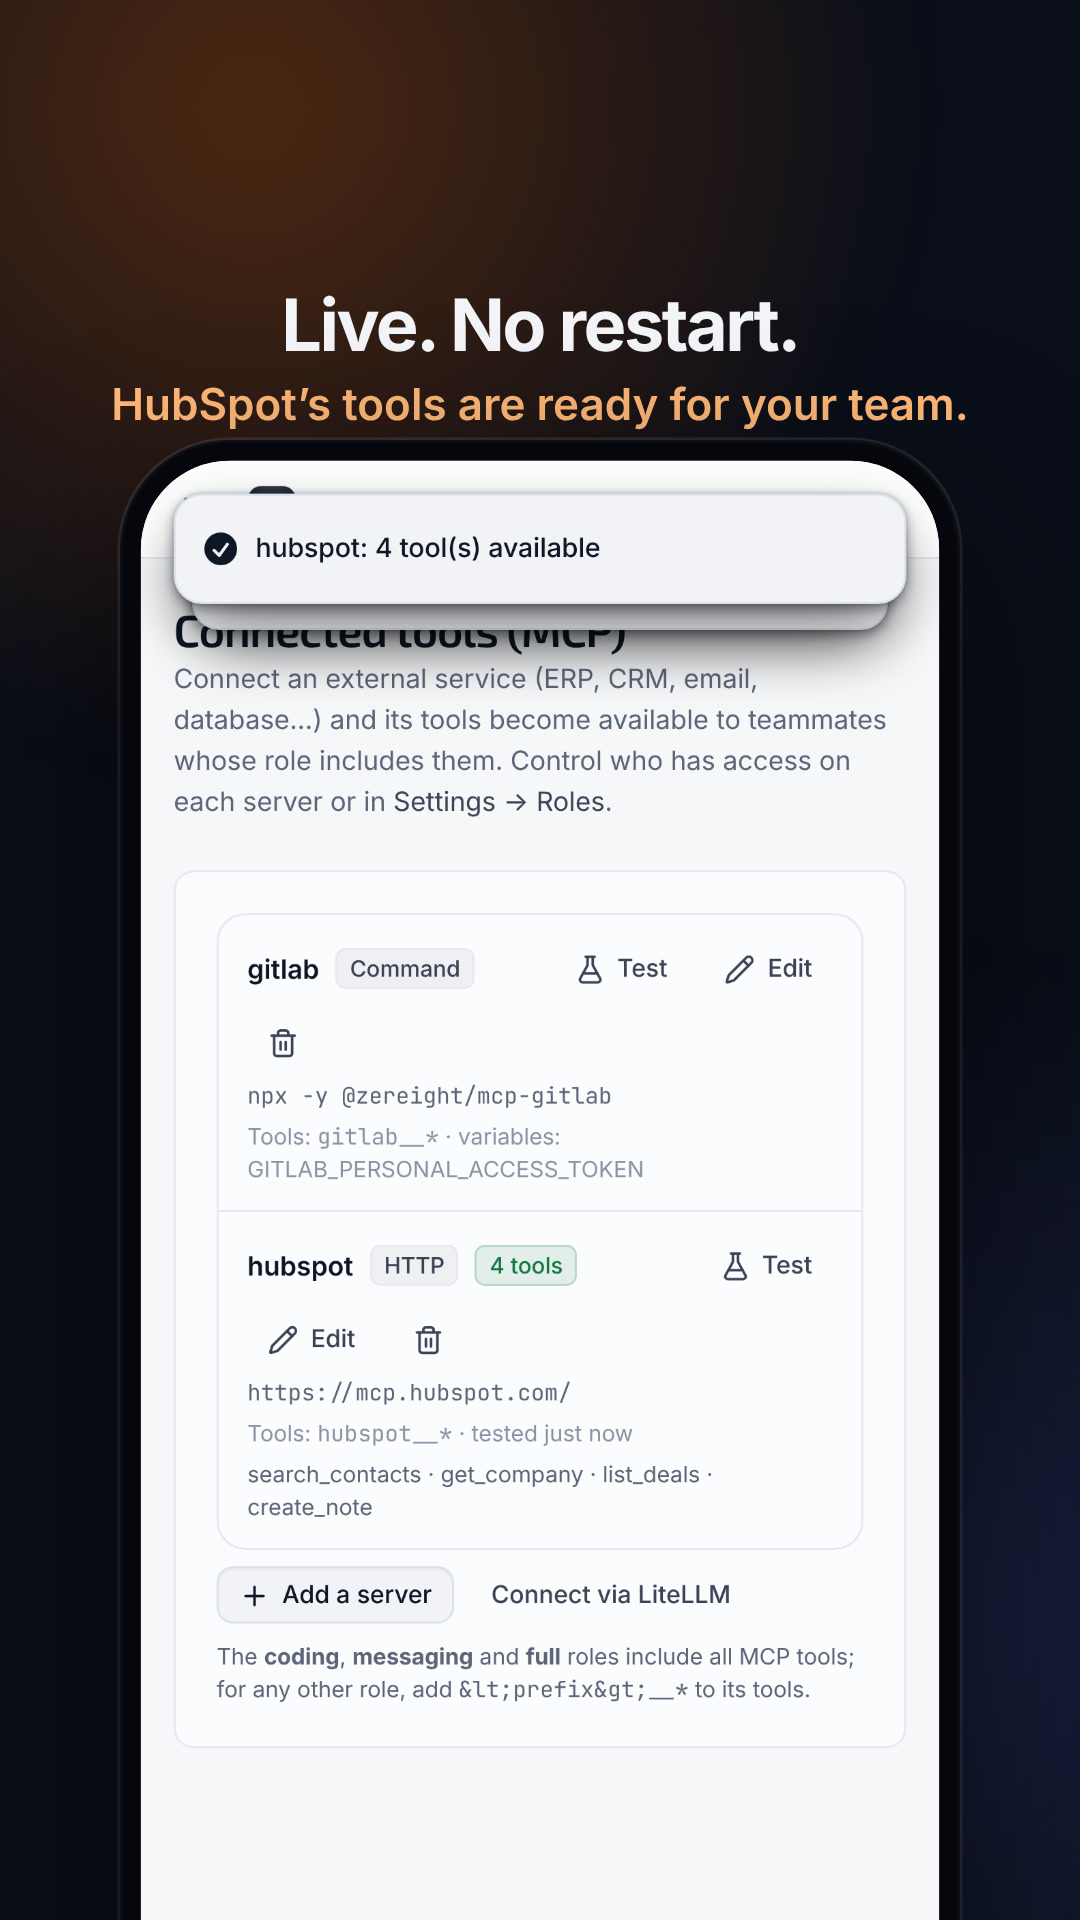 Live. No restart.
HubSpot’s tools are ready for your team.
hubspot: 4 tool(s) available
Connected tools (MCP)
Connect an external service (ERP, CRM, email,
database...) and its tools become available to teammates
whose role includes them. Control who has access on
each server or in Settings → Roles.
gitlab Command Test Edit
npx -y @zereight/mcp-gitlab
Tools: gitlab__* · variables:
GITLAB_PERSONAL_ACCESS_TOKEN
hubspot HTTP 4 tools Test
Edit
https://mcp.hubspot.com/
Tools: hubspot__* · tested just now
search_contacts · get_company · list_deals ·
create_note
Add a server Connect via LiteLLM
The coding, messaging and full roles include all MCP tools;
for any other role, add &lt;prefix&gt;__* to its tools.